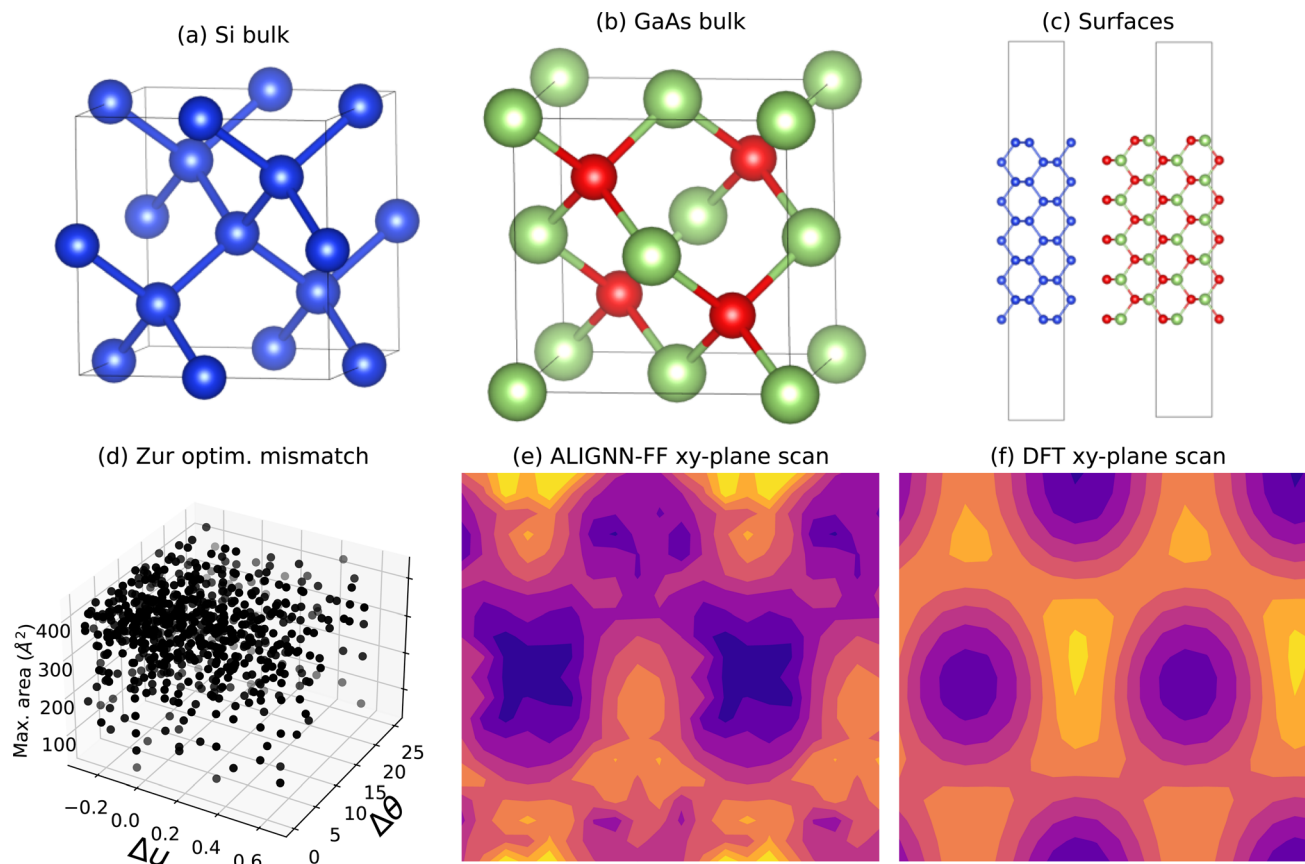 (a) Si bulk
(b) GaAs bulk
(c) Surfaces
(d) Zur optim. mismatch
(e) ALIGNN-FF xy-plane scan
(f) DFT xy-plane scan
Max. area (Å²)
400
300
200
100
−0.2
0.0
0.2
0.4
0.6
Δu
0
5
10
15
20
25
Δθ